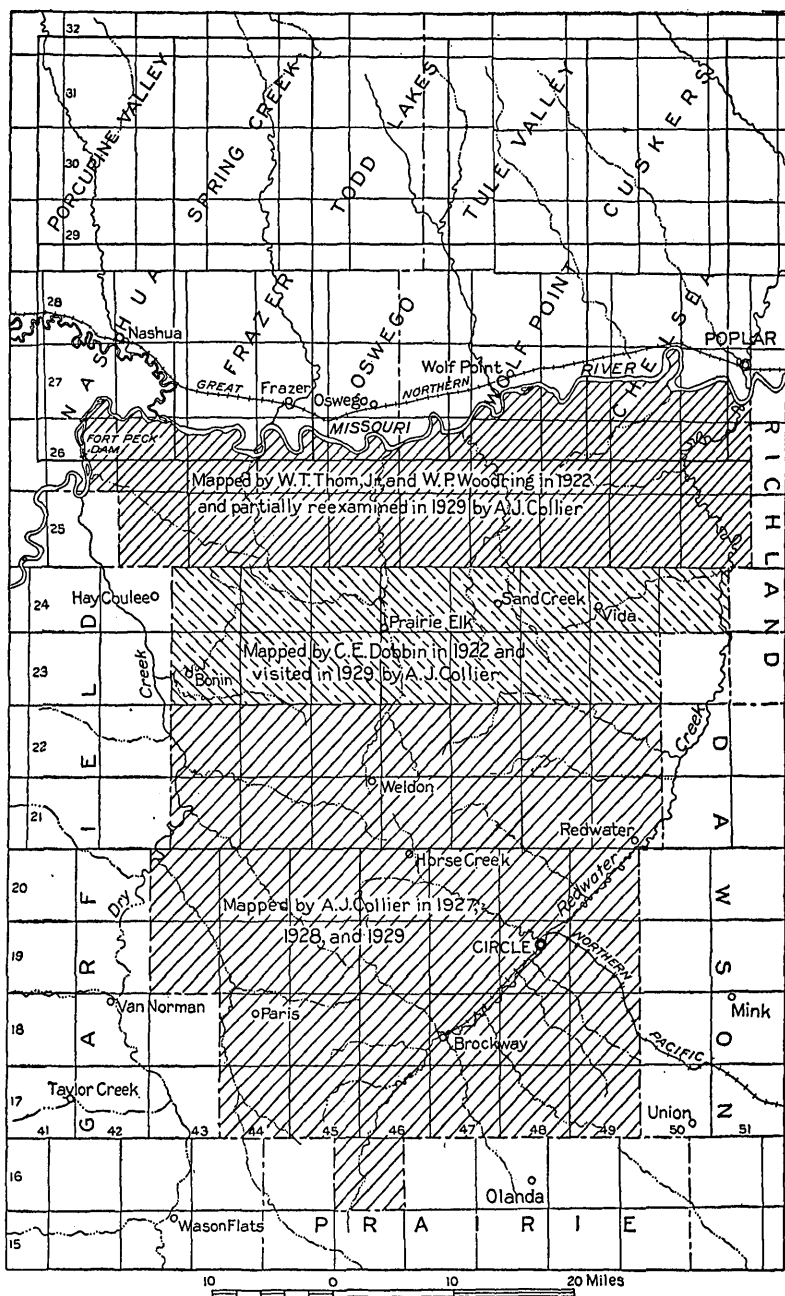 32
31
30
29
28
27
26
25
24
23
22
21
20
19
18
17
16
15
PORCUPINE VALLEY
SPRING CREEK
TODD LAKES
TULE VALLEY
CUSKERS
NASHUA
FRAZER
OSWEGO
WOLF POINT
CHELSEA
Nashua
POPLAR
GREAT NORTHERN
Frazer
Oswego
Wolf Point
MISSOURI RIVER
FORT PECK
DAM
RICHLAND
Mapped by W.T. Thom, Jr. and W.P. Woodring in 1922
and partially reexamined in 1929 by A.J. Collier
Hay Coulee
Prairie Elk
Sand Creek
Vida
Mapped by C.E. Dobbin in 1922 and
visited in 1929 by A.J. Collier
Bonin
Creek
Creek
Weldon
Redwater
Horse Creek
Dry
Redwater
Mapped by A.J. Collier in 1927,
1928, and 1929
CIRCLE
NORTHERN PACIFIC
GARFIELD
DAWSON
Van Norman
Paris
Mink
Brockway
Taylor Creek
Union
41 42 43 44 45 46 47 48 49 50 51
Olanda
Wason Flats
PRAIRIE
10 0 10 20 Miles